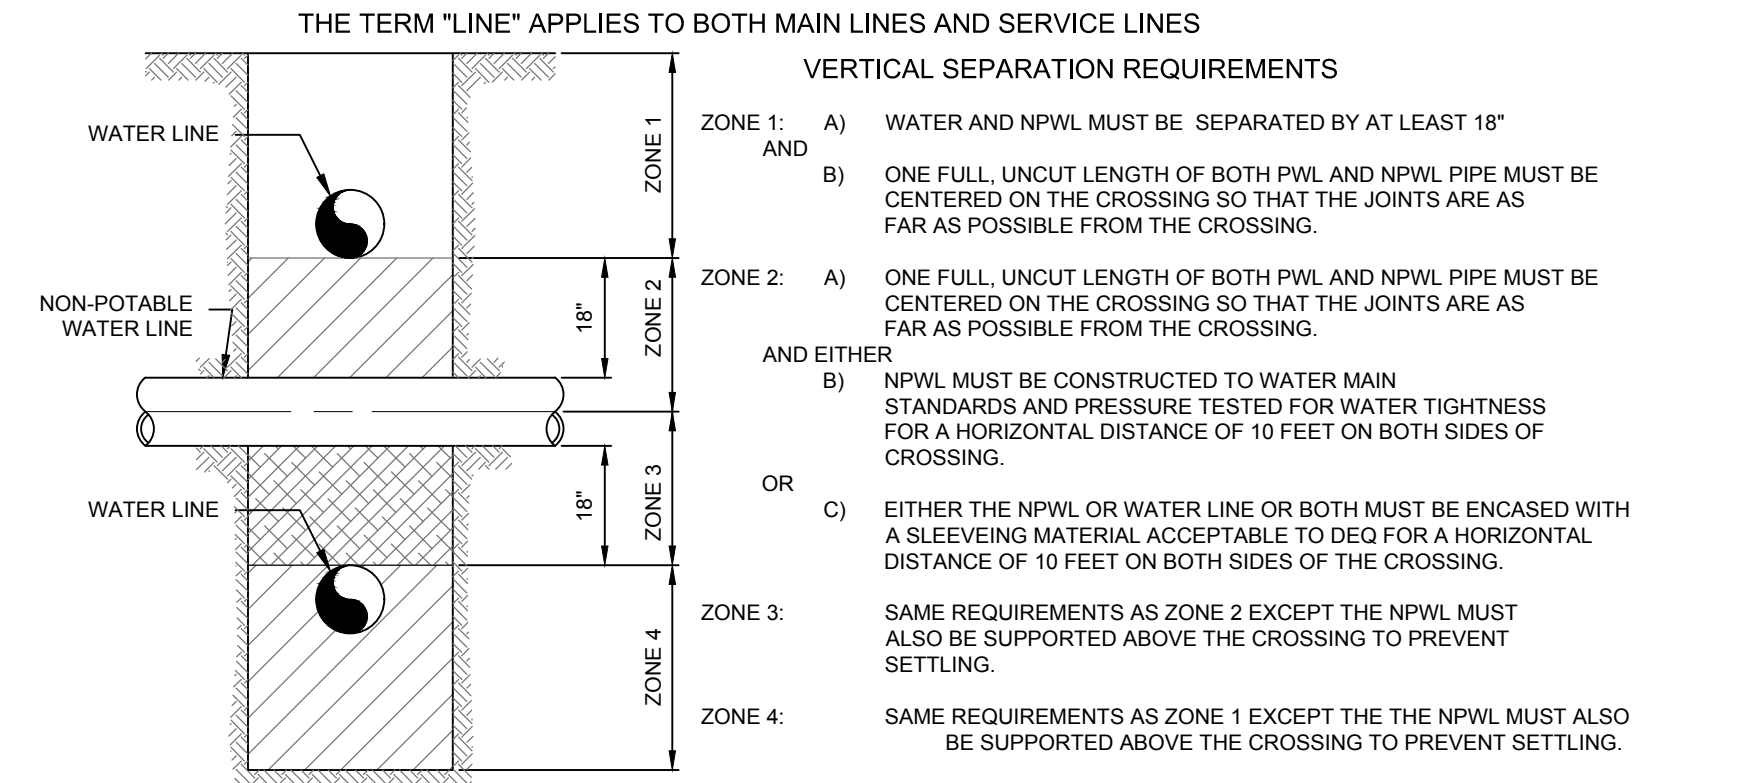 THE TERM "LINE" APPLIES TO BOTH MAIN LINES AND SERVICE LINES
WATER LINE
NON-POTABLE
WATER LINE
WATER LINE
18"
18"
ZONE 1
ZONE 2
ZONE 3
ZONE 4
VERTICAL SEPARATION REQUIREMENTS
ZONE 1: A) WATER AND NPWL MUST BE SEPARATED BY AT LEAST 18"
AND
B) ONE FULL, UNCUT LENGTH OF BOTH PWL AND NPWL PIPE MUST BE
CENTERED ON THE CROSSING SO THAT THE JOINTS ARE AS
FAR AS POSSIBLE FROM THE CROSSING.
ZONE 2: A) ONE FULL, UNCUT LENGTH OF BOTH PWL AND NPWL PIPE MUST BE
CENTERED ON THE CROSSING SO THAT THE JOINTS ARE AS
FAR AS POSSIBLE FROM THE CROSSING.
AND EITHER
B) NPWL MUST BE CONSTRUCTED TO WATER MAIN
STANDARDS AND PRESSURE TESTED FOR WATER TIGHTNESS
FOR A HORIZONTAL DISTANCE OF 10 FEET ON BOTH SIDES OF
CROSSING.
OR
C) EITHER THE NPWL OR WATER LINE OR BOTH MUST BE ENCASED WITH
A SLEEVEING MATERIAL ACCEPTABLE TO DEQ FOR A HORIZONTAL
DISTANCE OF 10 FEET ON BOTH SIDES OF THE CROSSING.
ZONE 3: SAME REQUIREMENTS AS ZONE 2 EXCEPT THE NPWL MUST
ALSO BE SUPPORTED ABOVE THE CROSSING TO PREVENT
SETTLING.
ZONE 4: SAME REQUIREMENTS AS ZONE 1 EXCEPT THE THE NPWL MUST ALSO
BE SUPPORTED ABOVE THE CROSSING TO PREVENT SETTLING.